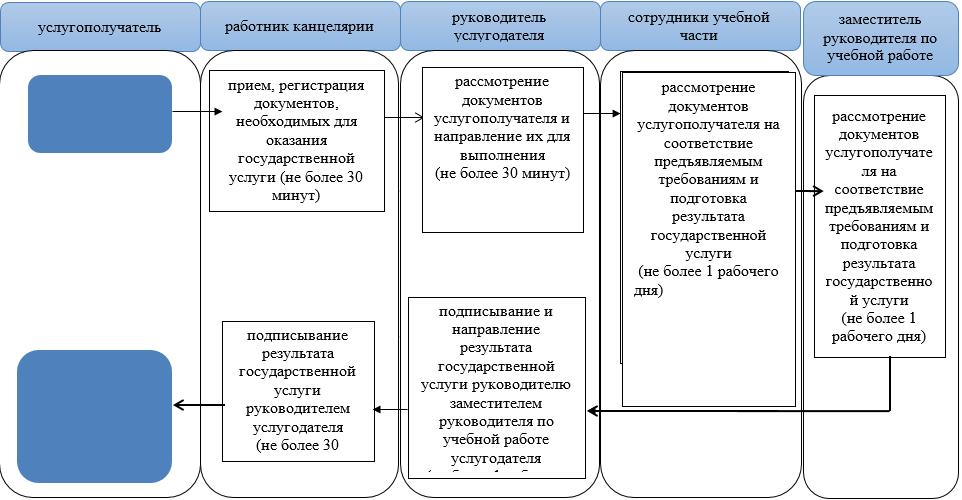 услугополучатель
работник канцелярии
руководитель
услугодателя
сотрудники учебной
части
заместитель
руководителя по
учебной работе
прием, регистрация
документов,
необходимых для
оказания
государственной
услуги (не более 30
минут)
рассмотрение
документов
услугополучателя и
направление их для
выполнения
(не более 30 минут)
рассмотрение
документов
услугополучателя на
соответствие
предъявляемым
требованиям и
подготовка
результата
государственной
услуги
(не более 1 рабочего
дня)
рассмотрение
документов
услугополучате
ля на
соответствие
предъявляемым
требованиям и
подготовка
результата
государственно
й услуги
(не более 1
рабочего дня)
подписывание
результата
государственной
услуги
руководителем
услугодателя
(не более 30
подписывание и
направление
результата
государственной
услуги руководителю
заместителем
руководителя по
учебной работе
услугодателя